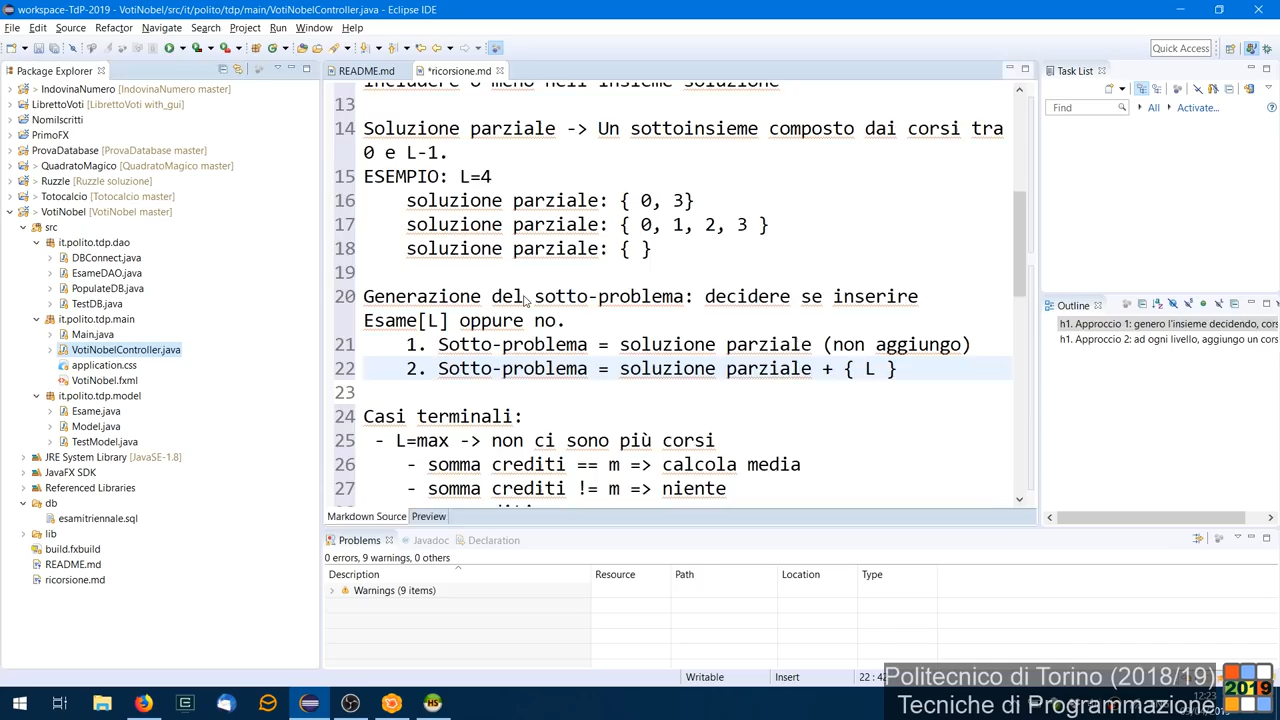 workspace-TdP-2019 - VotiNobel/src/it/polito/tdp/main/VotiNobelController.java - Eclipse IDE
File Edit Source Refactor Navigate Search Project Run Window Help
Quick Access
Package Explorer
README.md
*ricorsione.md
Task List
IndovinaNumero [IndovinaNumero master]
LibrettoVoti [LibrettoVoti with_gui]
NomiIscritti
PrimoFX
ProvaDatabase [ProvaDatabase master]
> QuadratoMagico [QuadratoMagico master]
> Ruzzle [Ruzzle soluzione]
> Totocalcio [Totocalcio master]
> VotiNobel [VotiNobel master]
src
it.polito.tdp.dao
DBConnect.java
EsameDAO.java
PopulateDB.java
TestDB.java
it.polito.tdp.main
Main.java
VotiNobelController.java
application.css
VotiNobel.fxml
it.polito.tdp.model
Esame.java
Model.java
TestModel.java
JRE System Library [JavaSE-1.8]
JavaFX SDK
Referenced Libraries
db
esamitriennale.sql
lib
build.fxbuild
README.md
ricorsione.md
includere o meno nell'insieme soluzione
13
14 Soluzione parziale -> Un sottoinsieme composto dai corsi tra
0 e L-1.
15 ESEMPIO: L=4
16 soluzione parziale: { 0, 3}
17 soluzione parziale: { 0, 1, 2, 3 }
18 soluzione parziale: { }
19
20 Generazione del sotto-problema: decidere se inserire
Esame[L] oppure no.
21 1. Sotto-problema = soluzione parziale (non aggiungo)
22 2. Sotto-problema = soluzione parziale + { L }
23
24 Casi terminali:
25 - L=max -> non ci sono più corsi
26 - somma crediti == m => calcola media
27 - somma crediti != m => niente
Markdown Source Preview
Find All Activate...
Outline
h1. Approccio 1: genero l'insieme decidendo, cors
h1. Approccio 2: ad ogni livello, aggiungo un cors
Problems Javadoc Declaration
0 errors, 9 warnings, 0 others
Description Resource Path Location Type
Warnings (9 items)
Writable Insert 22 : 4
Politecnico di Torino (2018/19)
Tecniche di Programmazione
2019
12:23